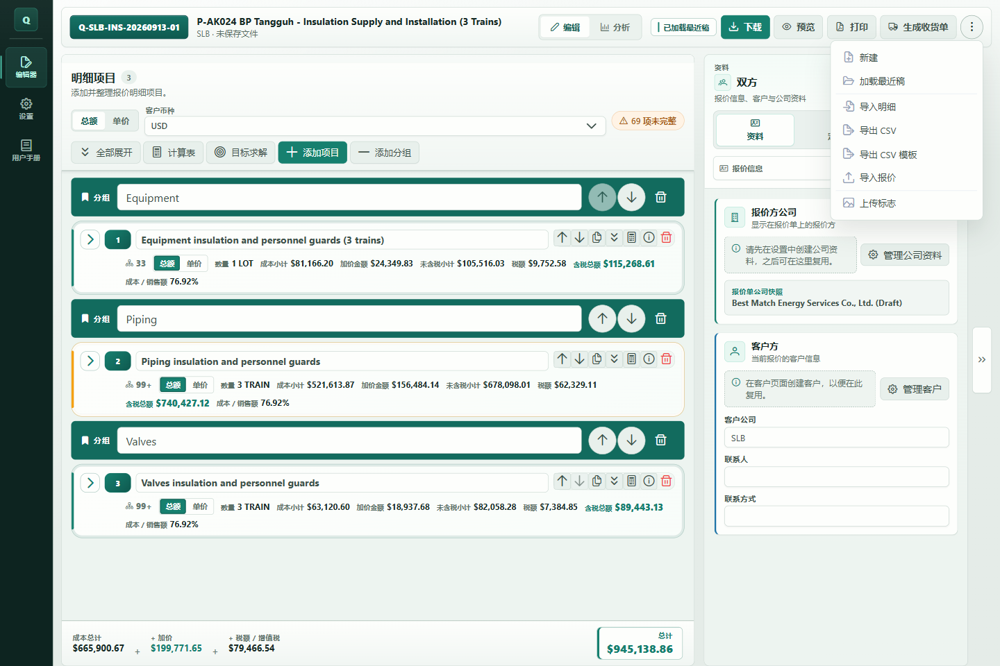 Q
编辑器
设置
用户手册
Q-SLB-INS-20260913-01
P-AK024 BP Tangguh - Insulation Supply and Installation (3 Trains)
SLB · 未保存文件
编辑
分析
已加载最近稿
下载
预览
打印
生成收货单
新建
加载最近稿
导入明细
导出 CSV
导出 CSV 模板
导入报价
上传标志
明细项目 3
添加并整理报价明细项目。
总额
单价
客户币种
USD
69 项未完整
全部展开
计算表
目标求解
添加项目
添加分组
分组
Equipment
1
Equipment insulation and personnel guards (3 trains)
33 总额 单价 数量 1 LOT 成本小计 $81,166.20 加价金额 $24,349.83 未含税小计 $105,516.03 税额 $9,752.58 含税总额 $115,268.61
成本 / 销售额 76.92%
分组
Piping
2
Piping insulation and personnel guards
99+ 总额 单价 数量 3 TRAIN 成本小计 $521,613.87 加价金额 $156,484.14 未含税小计 $678,098.01 税额 $62,329.11
含税总额 $740,427.12 成本 / 销售额 76.92%
分组
Valves
3
Valves insulation and personnel guards
99+ 总额 单价 数量 3 TRAIN 成本小计 $63,120.60 加价金额 $18,937.68 未含税小计 $82,058.28 税额 $7,384.85 含税总额 $89,443.13
成本 / 销售额 76.92%
成本总计
$665,900.67
+
+ 加价
$199,771.65
+
+ 税额 / 增值税
$79,466.54
总计
$945,138.86
资料
双方
报价信息、客户与公司资料
资料
报价信息
报价方公司
显示在报价单上的报价方
请先在设置中创建公司资
料，之后可在这里复用。
管理公司资料
报价单公司快照
Best Match Energy Services Co., Ltd. (Draft)
客户方
当前报价的客户信息
在客户页面创建客户，以便在此
复用。
管理客户
客户公司
SLB
联系人
联系方式